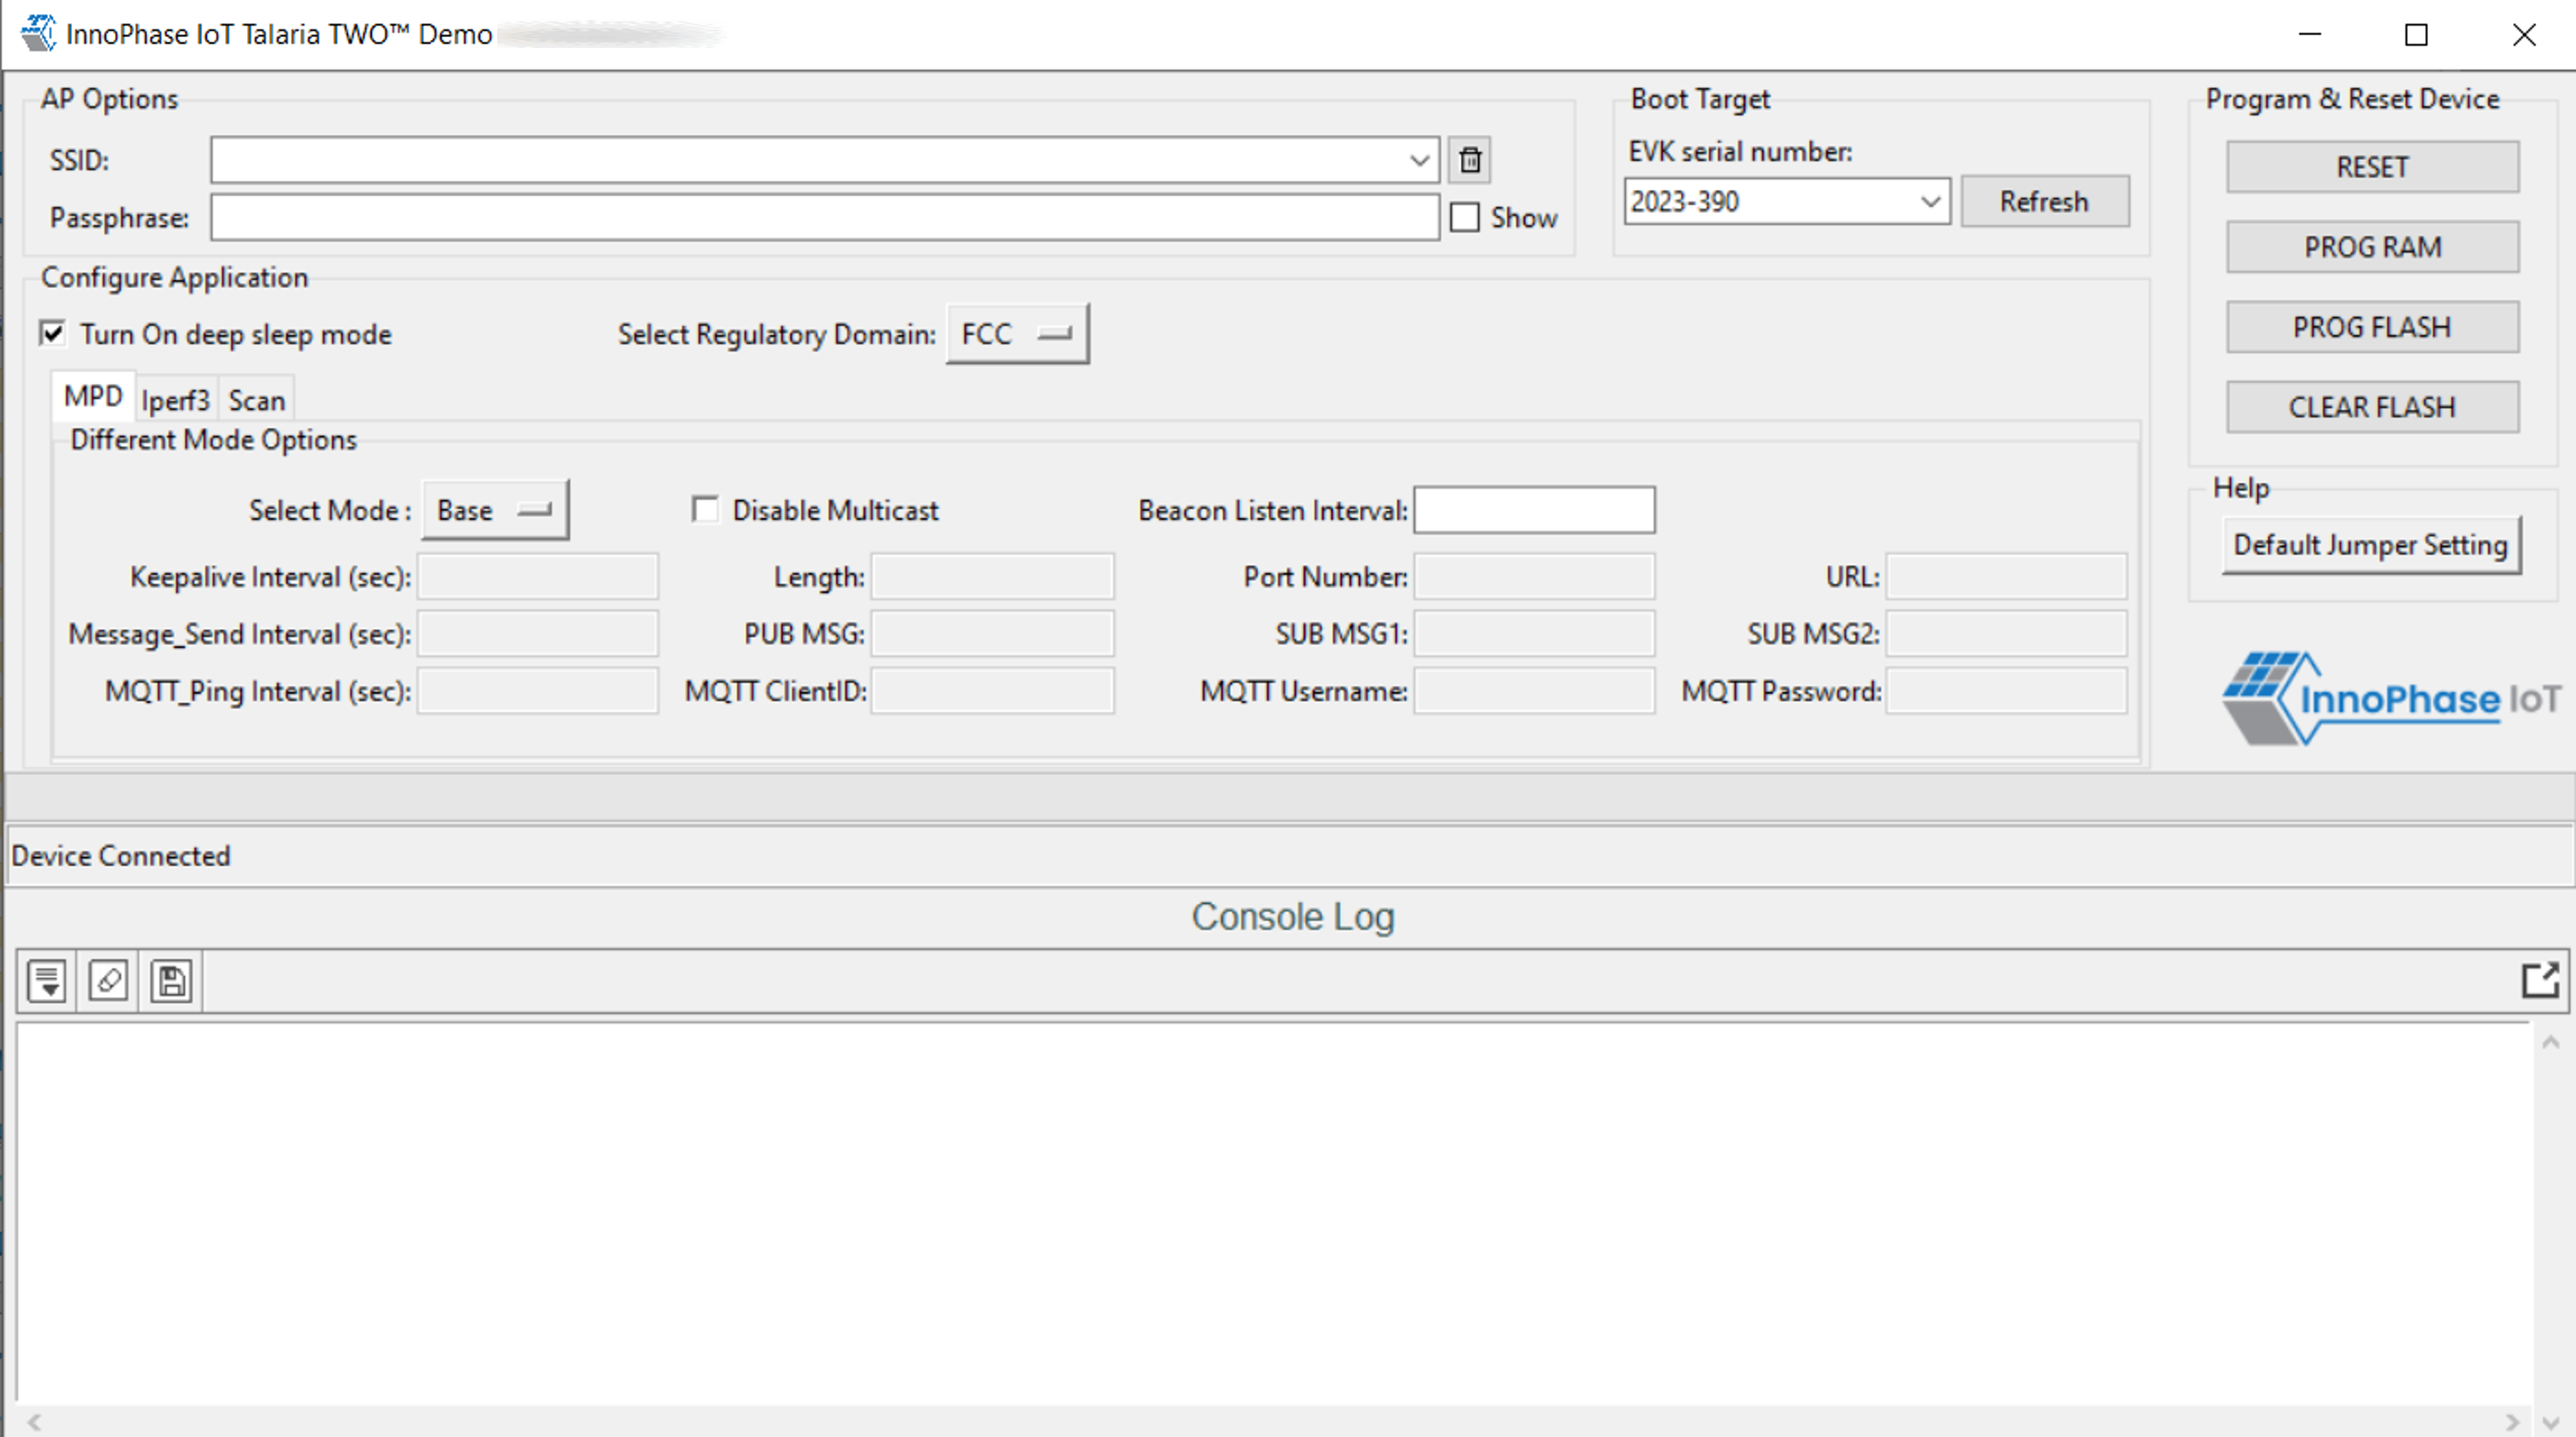 InnoPhase IoT Talaria TWO™ Demo
AP Options
SSID:
Passphrase:
Show
Boot Target
EVK serial number:
2023-390
Refresh
Program & Reset Device
RESET
PROG RAM
PROG FLASH
CLEAR FLASH
Configure Application
Turn On deep sleep mode
Select Regulatory Domain: FCC
MPD Iperf3 Scan
Different Mode Options
Select Mode : Base
Disable Multicast
Beacon Listen Interval:
Keepalive Interval (sec): Length: Port Number: URL:
Message_Send Interval (sec): PUB MSG: SUB MSG1: SUB MSG2:
MQTT_Ping Interval (sec): MQTT ClientID: MQTT Username: MQTT Password:
Help
Default Jumper Setting
InnoPhase IoT
Device Connected
Console Log